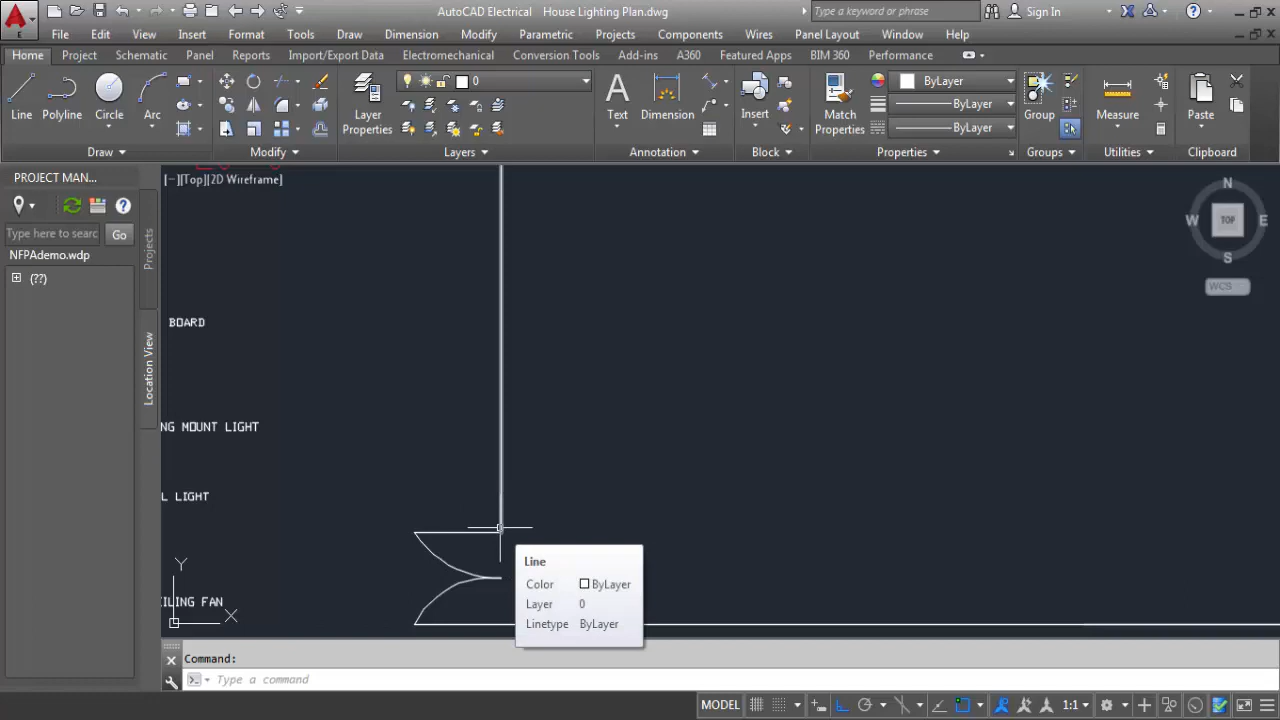 AutoCAD Electrical House Lighting Plan.dwg
Type a keyword or phrase
Sign In
File Edit View Insert Format Tools Draw Dimension Modify Parametric Projects Components Wires Panel Layout Window Help
Home Project Schematic Panel Reports Import/Export Data Electromechanical Conversion Tools Add-ins A360 Featured Apps BIM 360 Performance
E
0
ByLayer
ByLayer
ByLayer
Line Polyline Circle Arc
Layer Properties
Text Dimension
Insert
Match Properties
Group
Measure
Paste
Draw Modify Layers Annotation Block Properties Groups Utilities Clipboard
PROJECT MAN...
[−][Top][2D Wireframe]
Type here to searc
Go
NFPAdemo.wdp
(??)
Projects
Location View
N
W TOP E
S
WCS
BOARD
NG MOUNT LIGHT
L LIGHT
ILING FAN
Y
X
Line
Color ByLayer
Layer 0
Linetype ByLayer
Command:
Type a command
MODEL
1:1